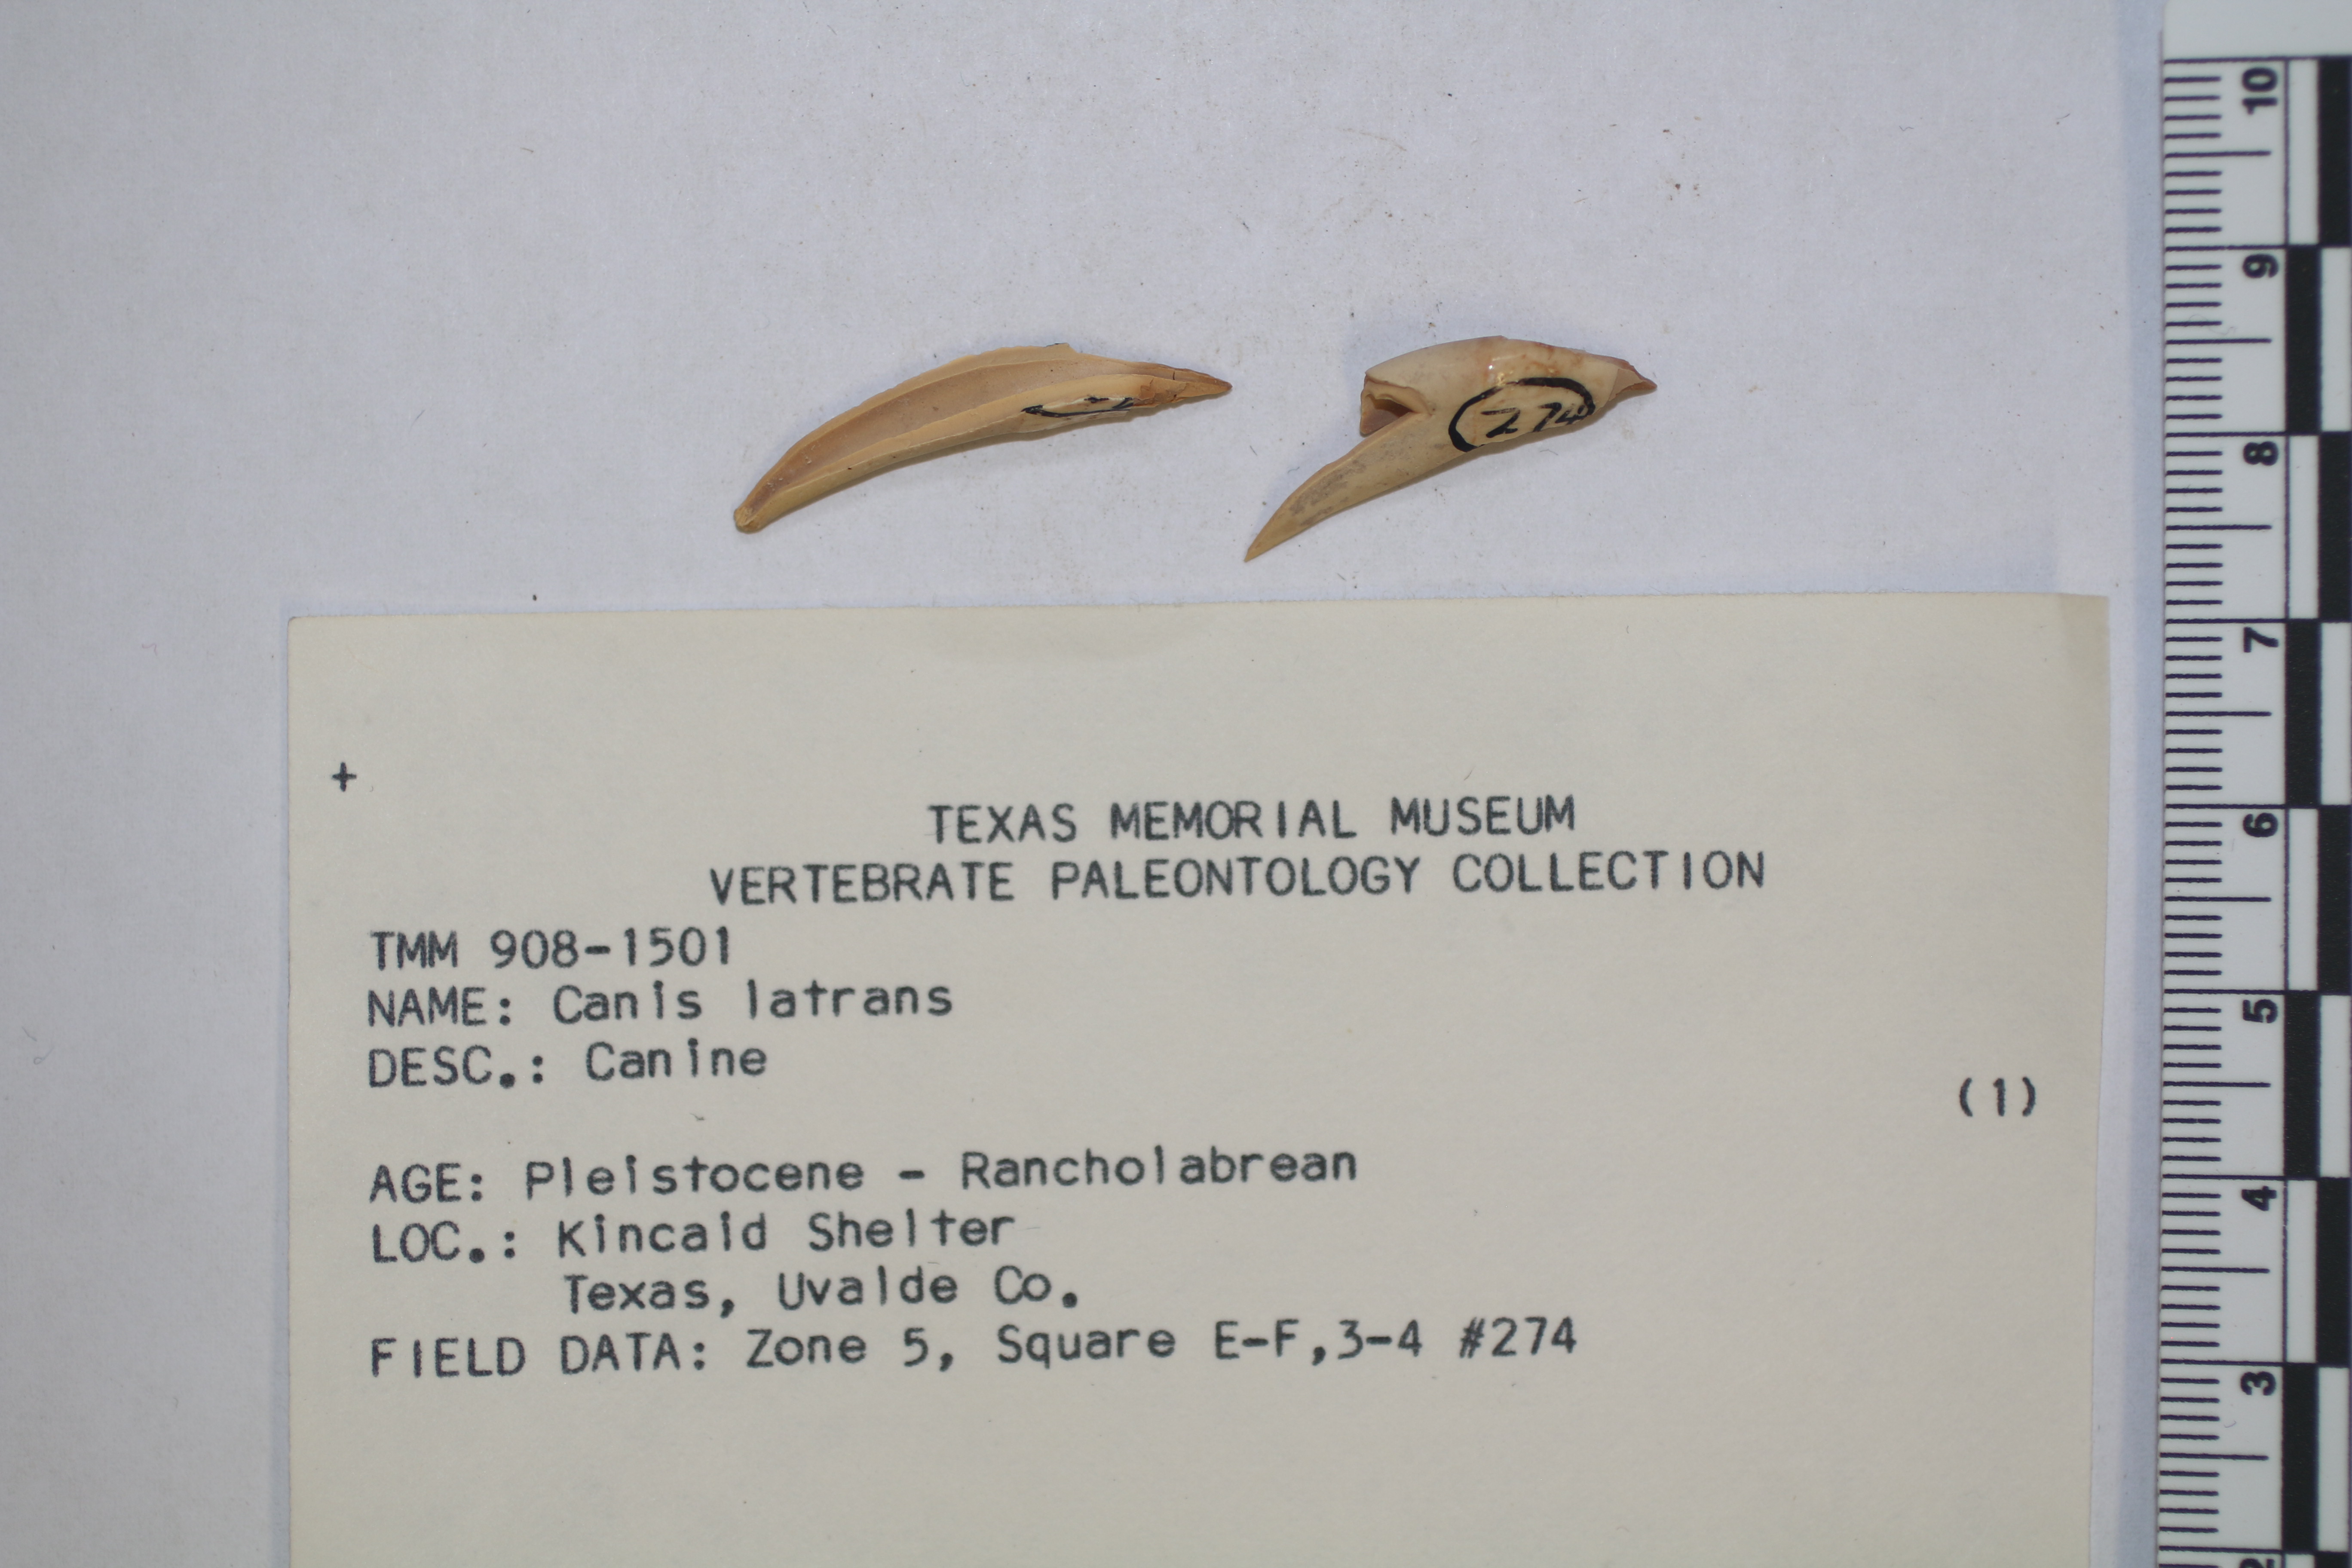 274
+
TEXAS MEMORIAL MUSEUM
VERTEBRATE PALEONTOLOGY COLLECTION
TMM 908-1501
NAME: Canis latrans
DESC.: Canine
(1)
AGE: Pleistocene - Rancholabrean
LOC.: Kincaid Shelter
Texas, Uvalde Co.
FIELD DATA: Zone 5, Square E-F,3-4 #274
10
9
8
7
6
5
4
3
2